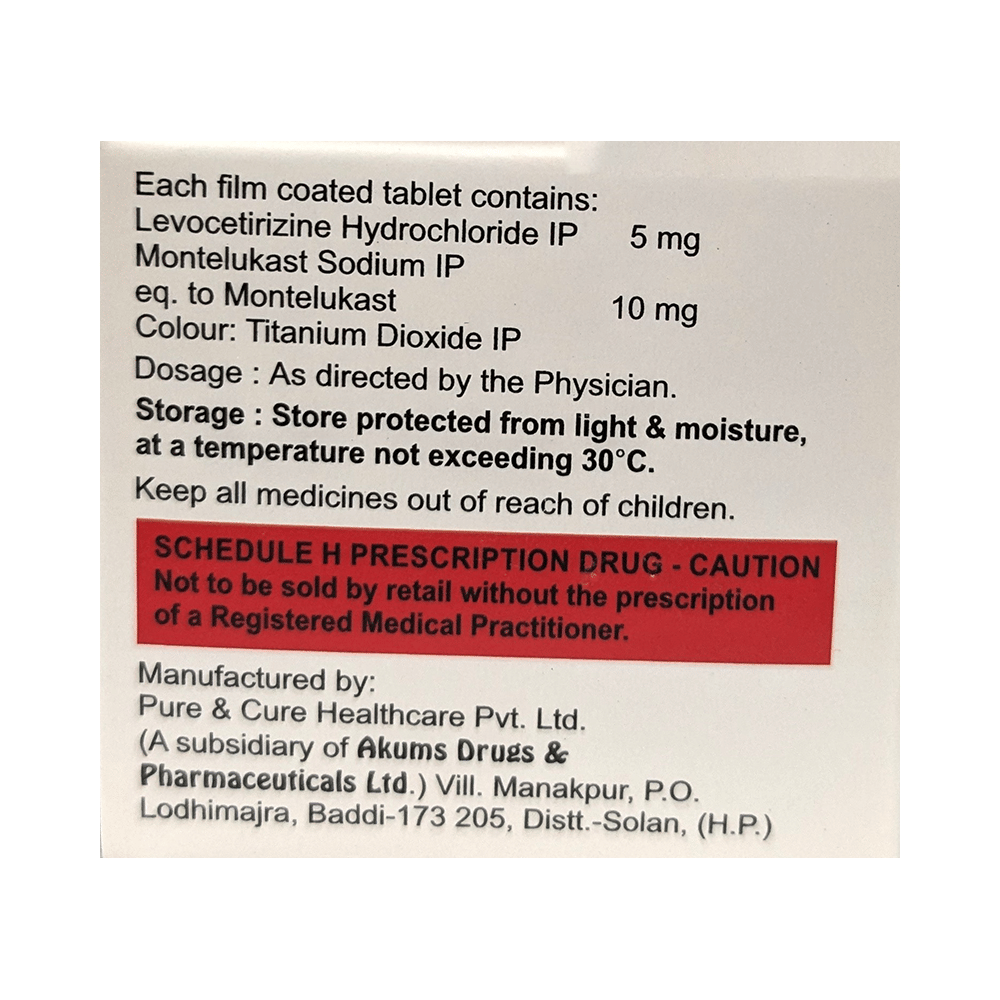 Each film coated tablet contains:
Levocetirizine Hydrochloride IP 5 mg
Montelukast Sodium IP
eq. to Montelukast 10 mg
Colour: Titanium Dioxide IP
Dosage : As directed by the Physician.
Storage : Store protected from light & moisture,
at a temperature not exceeding 30°C.
Keep all medicines out of reach of children.
SCHEDULE H PRESCRIPTION DRUG - CAUTION
Not to be sold by retail without the prescription
of a Registered Medical Practitioner.
Manufactured by:
Pure & Cure Healthcare Pvt. Ltd.
(A subsidiary of Akums Drugs &
Pharmaceuticals Ltd.) Vill. Manakpur, P.O.
Lodhimajra, Baddi-173 205, Distt.-Solan, (H.P.)